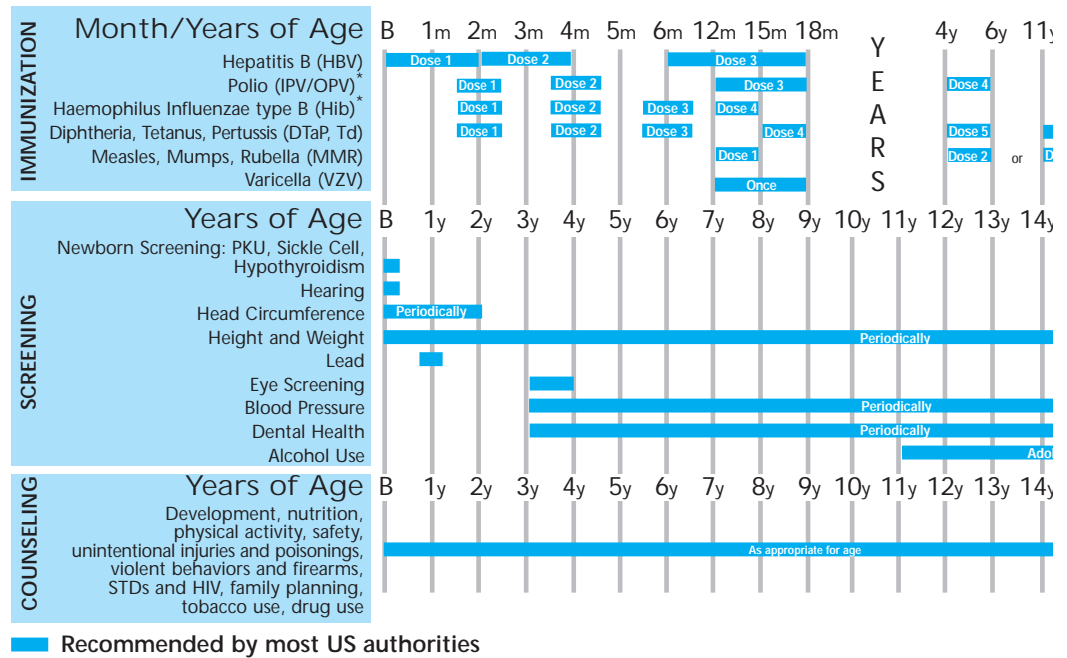 IMMUNIZATION
Month/Years of Age B 1m 2m 3m 4m 5m 6m 12m 15m 18m YEARS 4y 6y 11y
Hepatitis B (HBV) Dose 1 Dose 2 Dose 3
Polio (IPV/OPV)* Dose 1 Dose 2 Dose 3 Dose 4
Haemophilus Influenzae type B (Hib)* Dose 1 Dose 2 Dose 3 Dose 4
Diphtheria, Tetanus, Pertussis (DTaP, Td) Dose 1 Dose 2 Dose 3 Dose 4 Dose 5
Measles, Mumps, Rubella (MMR) Dose 1 Dose 2 or D
Varicella (VZV) Once
SCREENING
Years of Age B 1y 2y 3y 4y 5y 6y 7y 8y 9y 10y 11y 12y 13y 14y
Newborn Screening: PKU, Sickle Cell,
Hypothyroidism
Hearing
Head Circumference Periodically
Height and Weight Periodically
Lead
Eye Screening
Blood Pressure Periodically
Dental Health Periodically
Alcohol Use Adol
COUNSELING
Years of Age B 1y 2y 3y 4y 5y 6y 7y 8y 9y 10y 11y 12y 13y 14y
Development, nutrition,
physical activity, safety,
unintentional injuries and poisonings,
violent behaviors and firearms,
STDs and HIV, family planning,
tobacco use, drug use
As appropriate for age
Recommended by most US authorities